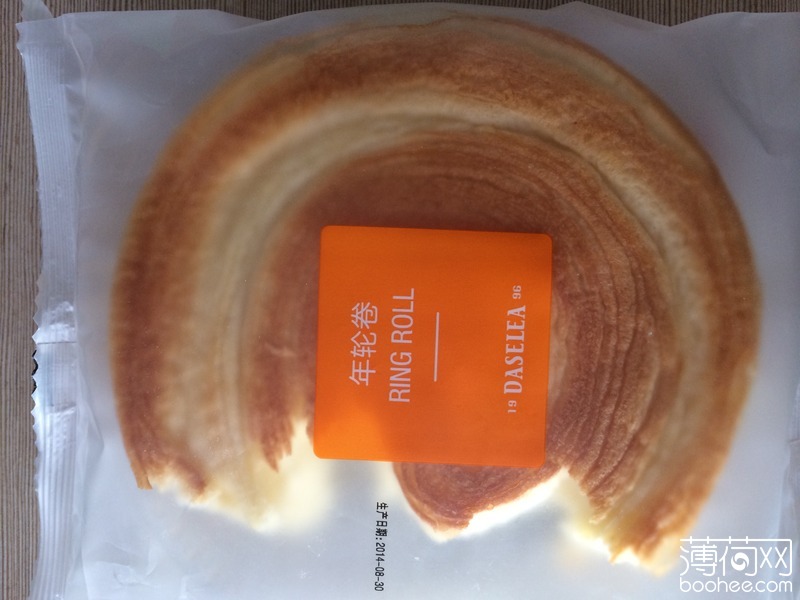 年轮卷
RING ROLL
19 DASELEA 96
生产日期:2014-08-30
薄荷网
boohee.com